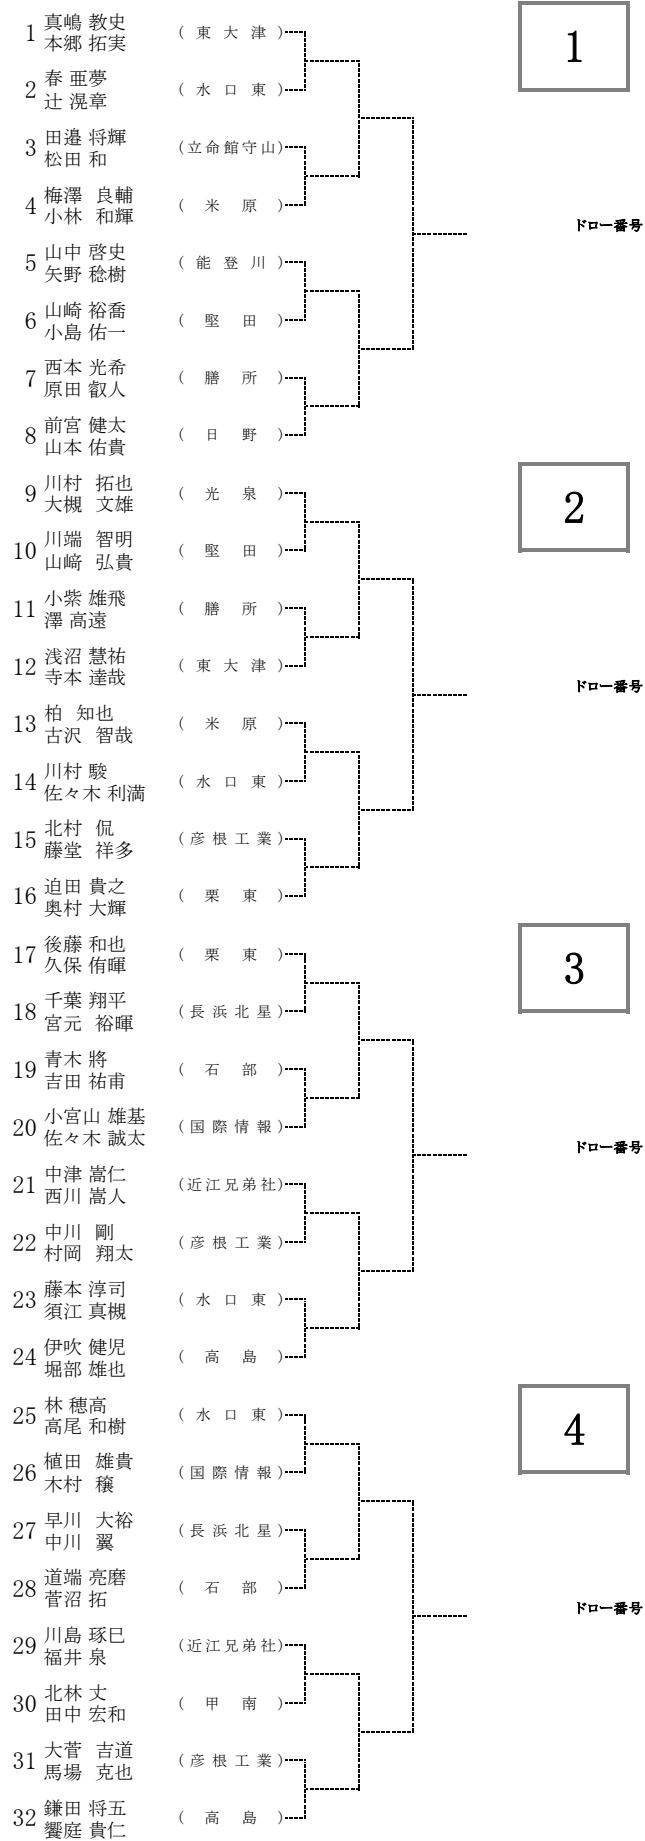 1 真嶋 教史 (東大津)
本郷 拓実
1
2 春 亜夢 (水口東)
辻 滉章
3 田邉 将輝 (立命館守山)
松田 和
4 梅澤 良輔 (米原)
小林 和輝
ドロー番号
5 山中 啓史 (能登川)
矢野 稔樹
6 山崎 裕喬 (堅田)
小島 佑一
7 西本 光希 (膳所)
原田 叡人
8 前宮 健太 (日野)
山本 佑貴
9 川村 拓也 (光泉)
大槻 文雄
2
10 川端 智明 (堅田)
山﨑 弘貴
11 小柴 雄飛 (膳所)
澤 高遠
12 浅沼 慧祐 (東大津)
寺本 達哉
ドロー番号
13 柏 知也 (米原)
古沢 智哉
14 川村 駿 (水口東)
佐々木 利満
15 北村 侃 (彦根工業)
藤堂 祥多
16 迫田 貴之 (栗東)
奥村 大輝
17 後藤 和也 (栗東)
久保 侑暉
3
18 千葉 翔平 (長浜北星)
宮元 裕暉
19 青木 將 (石部)
吉田 祐甫
20 小宮山 雄基 (国際情報)
佐々木 誠太
ドロー番号
21 中津 嵩仁 (近江兄弟社)
西川 嵩人
22 中川 剛 (彦根工業)
村岡 翔太
23 藤本 淳司 (水口東)
須江 真槻
24 伊吹 健児 (高島)
堀部 雄也
25 林 穂高 (水口東)
高尾 和樹
4
26 植田 雄貴 (国際情報)
木村 穣
27 早川 大裕 (長浜北星)
中川 翼
28 道端 亮磨 (石部)
菅沼 拓
ドロー番号
29 川島 琢巳 (近江兄弟社)
福井 泉
30 北林 丈 (甲南)
田中 宏和
31 大菅 吉道 (彦根工業)
馬場 克也
32 鎌田 将五 (高島)
饗庭 貴仁